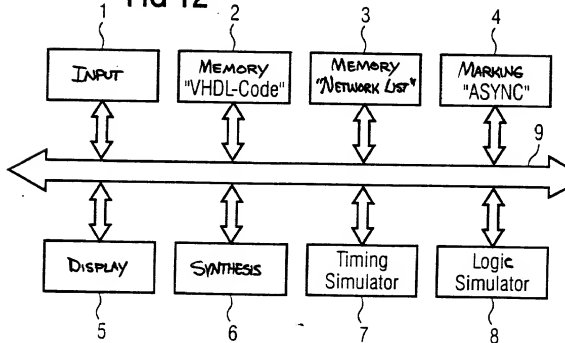 FIG 12
1 2 3 4
INPUT
MEMORY
"VHDL-Code"
MEMORY
"NETWORK LIST"
MARKING
"ASYNC"
9
DISPLAY
SYNTHESIS
Timing
Simulator
Logic
Simulator
5 6 7 8